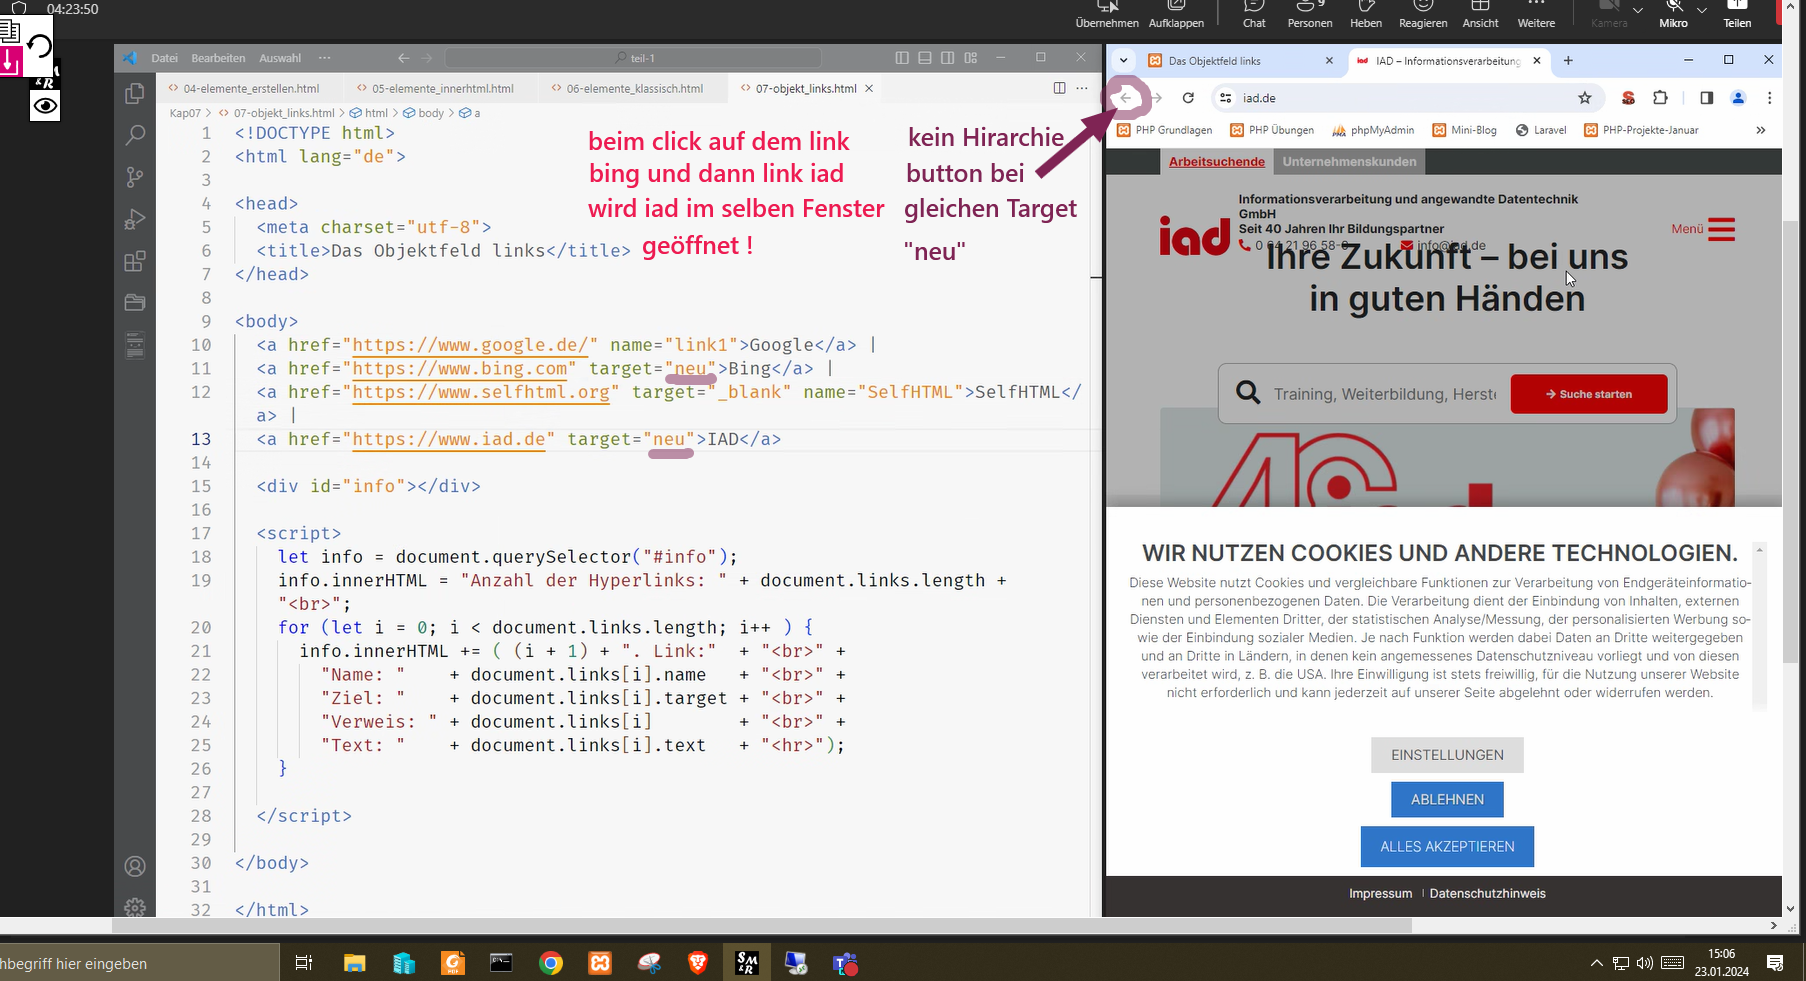 04:23:50
Übernehmen Aufklappen Chat Personen 9 Heben Reagieren Ansicht Weitere Kamera Mikro Teilen
Datei Bearbeiten Auswahl ··· teil-1
04-elemente_erstellen.html 05-elemente_innerhtml.html 06-elemente_klassisch.html 07-objekt_links.html
Kap07 > 07-objekt_links.html > html > body > a
1 <!DOCTYPE html>
2 <html lang="de">
3
4 <head>
5 <meta charset="utf-8">
6 <title>Das Objektfeld links</title>
7 </head>
8
9 <body>
10 <a href="https://www.google.de/" name="link1">Google</a> |
11 <a href="https://www.bing.com" target="neu">Bing</a> |
12 <a href="https://www.selfhtml.org" target="_blank" name="SelfHTML">SelfHTML</
a> |
13 <a href="https://www.iad.de" target="neu">IAD</a>
14
15 <div id="info"></div>
16
17 <script>
18 let info = document.querySelector("#info");
19 info.innerHTML = "Anzahl der Hyperlinks: " + document.links.length +
"<br>";
20 for (let i = 0; i < document.links.length; i++ ) {
21 info.innerHTML += ( (i + 1) + ". Link:" + "<br>" +
22 "Name: " + document.links[i].name + "<br>" +
23 "Ziel: " + document.links[i].target + "<br>" +
24 "Verweis: " + document.links[i] + "<br>" +
25 "Text: " + document.links[i].text + "<hr>");
26 }
27
28 </script>
29
30 </body>
31
32 </html>
beim click auf dem link
bing und dann link iad
wird iad im selben Fenster
geöffnet !
kein Hirarchie
button bei
gleichen Target
"neu"
Das Objektfeld links IAD – Informationsverarbeitung
iad.de
PHP Grundlagen PHP Übungen phpMyAdmin Mini-Blog Laravel PHP-Projekte-Januar »
Arbeitsuchende Unternehmenskunden
iad
Informationsverarbeitung und angewandte Datentechnik
GmbH
Seit 40 Jahren Ihr Bildungspartner
info@iad.de
Menü
Ihre Zukunft – bei uns
in guten Händen
Training, Weiterbildung, Herste
→ Suche starten
WIR NUTZEN COOKIES UND ANDERE TECHNOLOGIEN.
Diese Website nutzt Cookies und vergleichbare Funktionen zur Verarbeitung von Endgeräteinformatio-
nen und personenbezogenen Daten. Die Verarbeitung dient der Einbindung von Inhalten, externen
Diensten und Elementen Dritter, der statistischen Analyse/Messung, der personalisierten Werbung so-
wie der Einbindung sozialer Medien. Je nach Funktion werden dabei Daten an Dritte weitergegeben
und an Dritte in Ländern, in denen kein angemessenes Datenschutzniveau vorliegt und von diesen
verarbeitet wird, z. B. die USA. Ihre Einwilligung ist stets freiwillig, für die Nutzung unserer Website
nicht erforderlich und kann jederzeit auf unserer Seite abgelehnt oder widerrufen werden.
EINSTELLUNGEN
ABLEHNEN
ALLES AKZEPTIEREN
Impressum | Datenschutzhinweis
hbegriff hier eingeben
15:06
23.01.2024